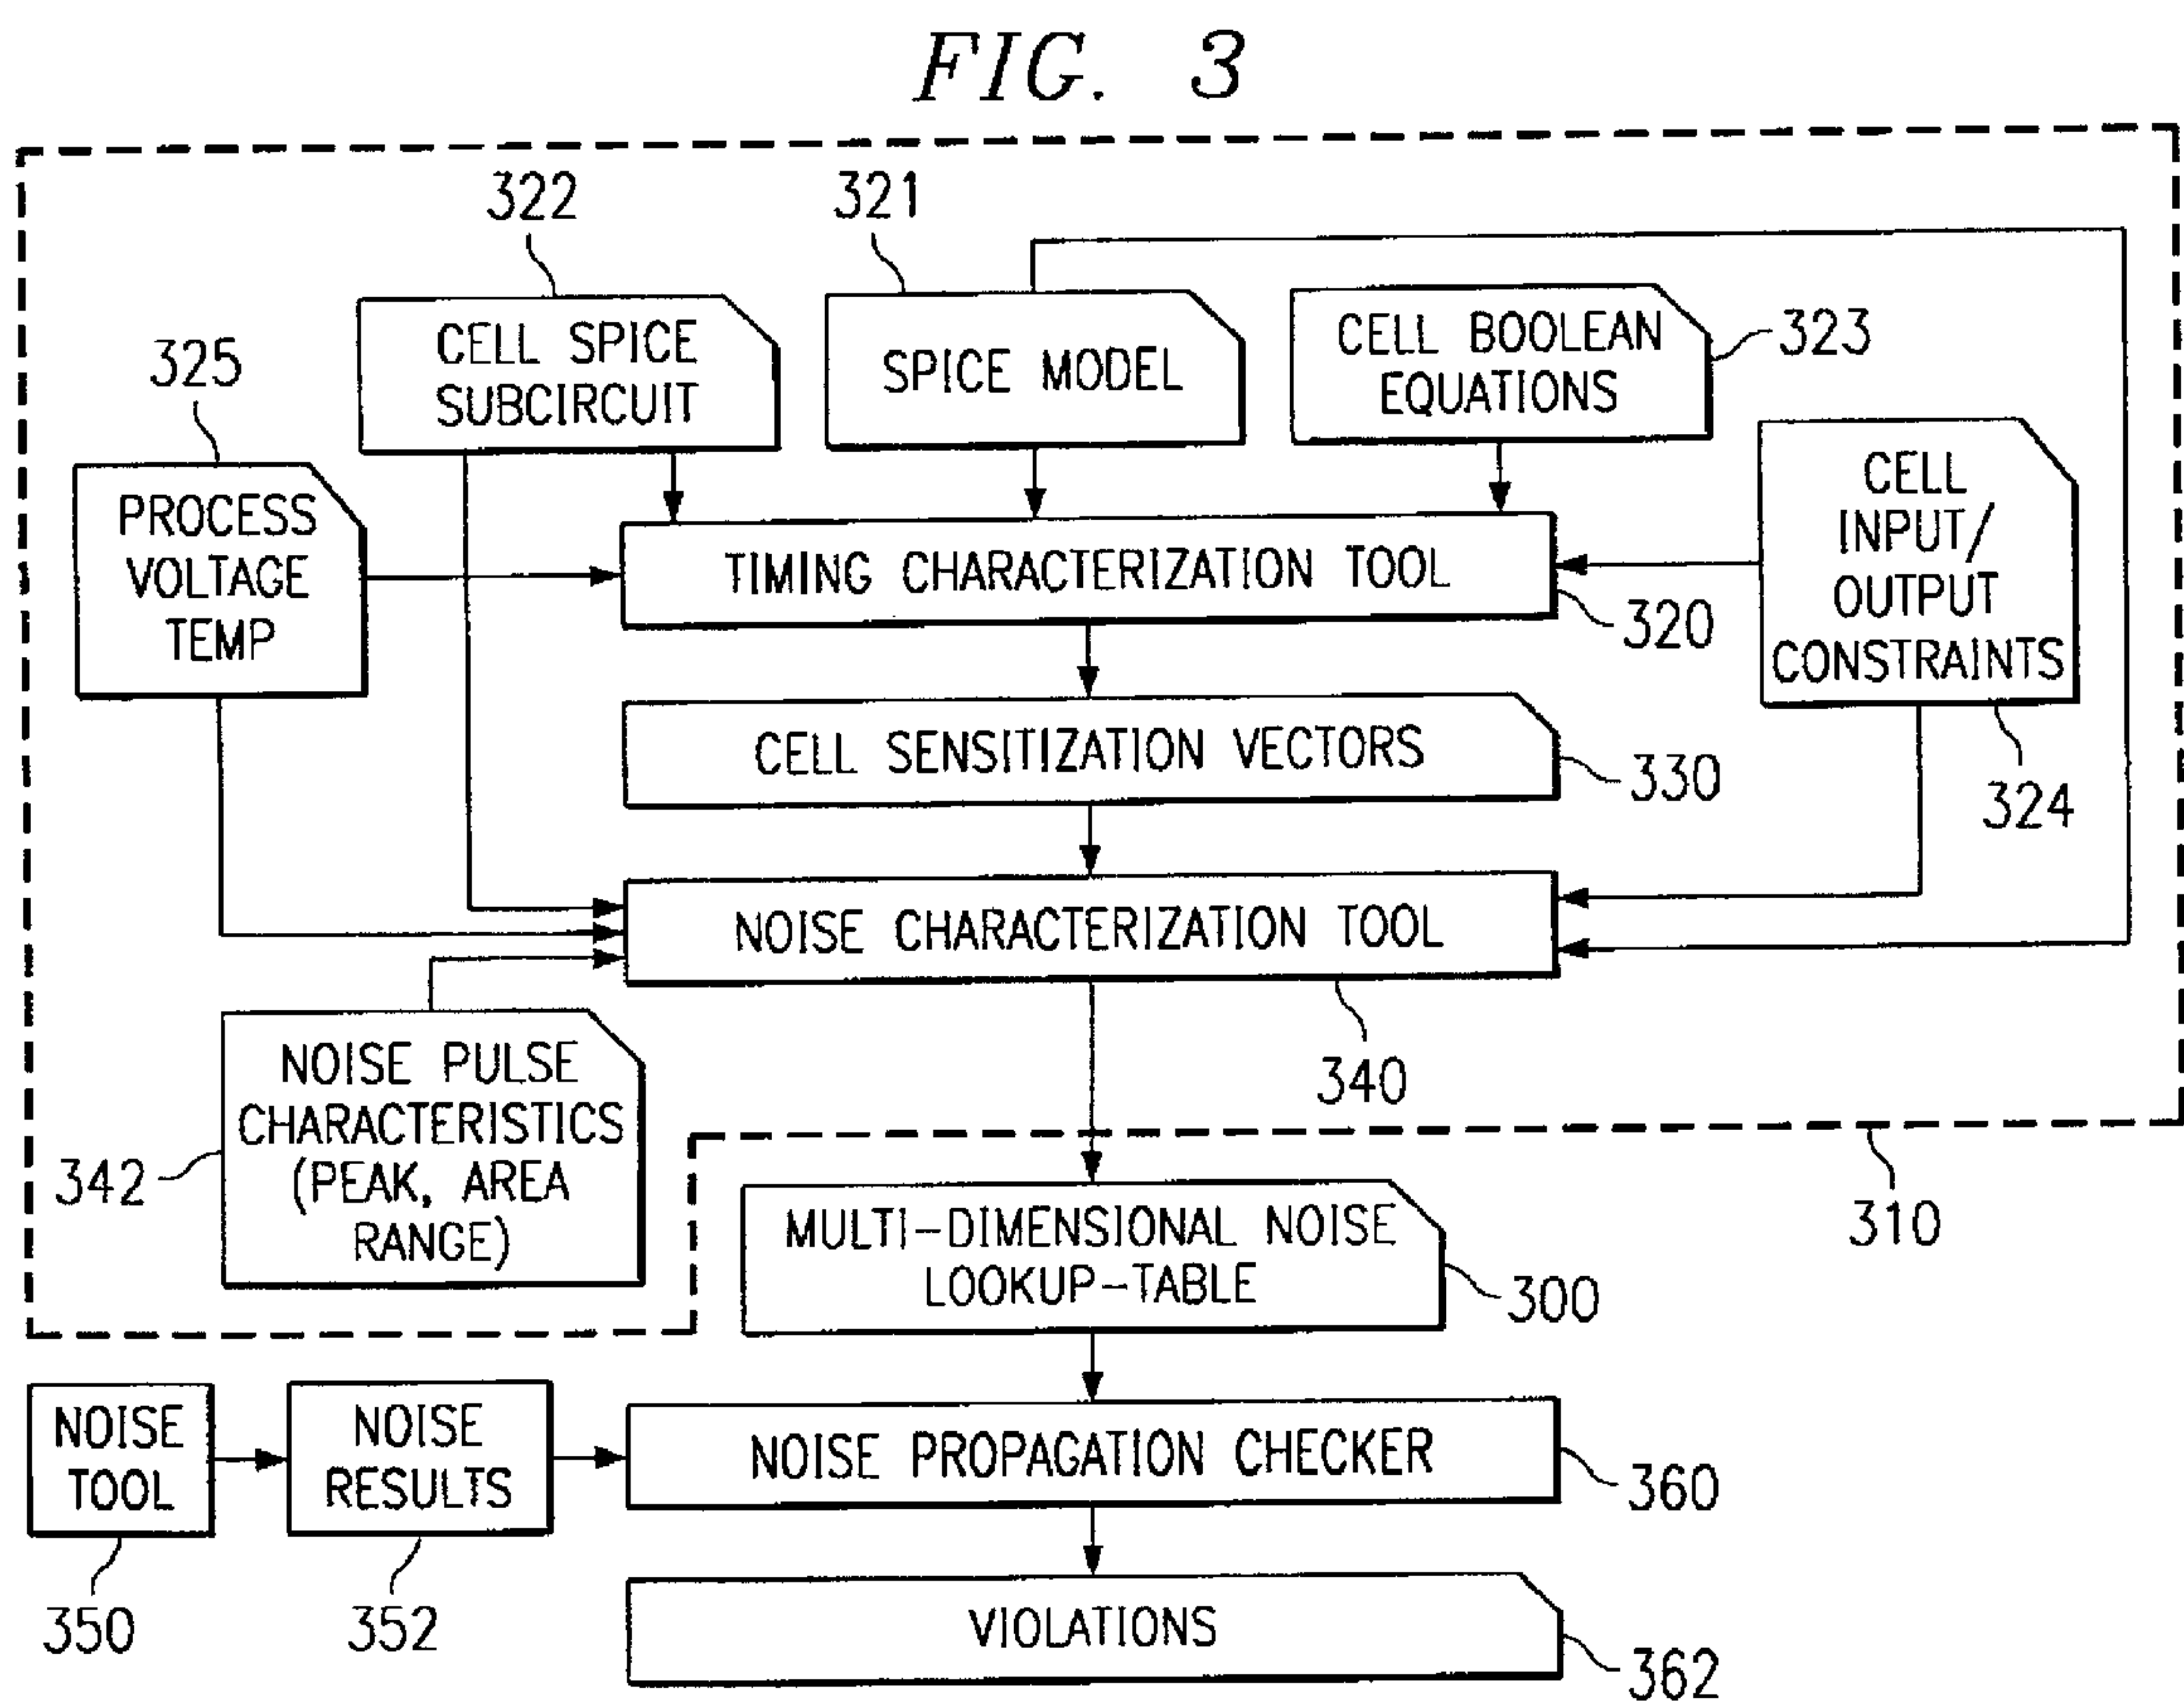 FIG. 3
322
321
CELL SPICE
SUBCIRCUIT
SPICE MODEL
CELL BOOLEAN
EQUATIONS
323
325
PROCESS
VOLTAGE
TEMP
CELL
INPUT/
OUTPUT
CONSTRAINTS
324
TIMING CHARACTERIZATION TOOL
320
CELL SENSITIZATION VECTORS
330
NOISE CHARACTERIZATION TOOL
340
NOISE PULSE
CHARACTERISTICS
(PEAK, AREA
RANGE)
342
310
MULTI-DIMENSIONAL NOISE
LOOKUP-TABLE
300
NOISE
TOOL
350
NOISE
RESULTS
352
NOISE PROPAGATION CHECKER
360
VIOLATIONS
362